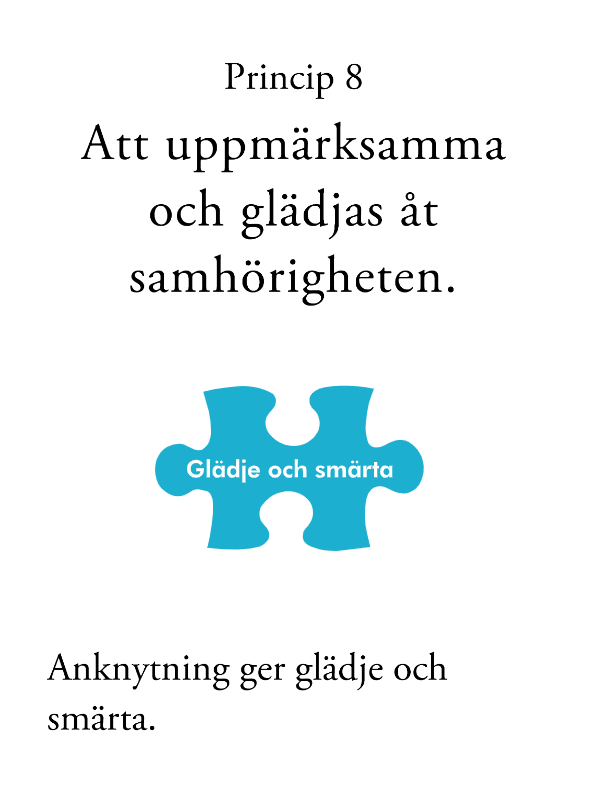 Princip 8
Att uppmärksamma
och glädjas åt
samhörigheten.
Glädje och smärta
Anknytning ger glädje och
smärta.